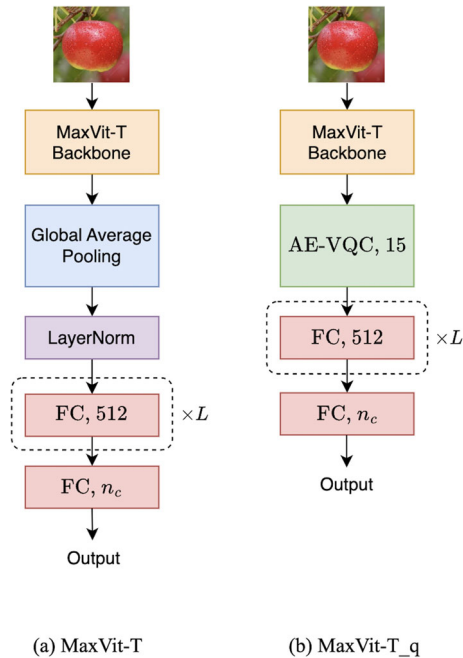 MaxVit-T
Backbone
Global Average
Pooling
LayerNorm
FC, 512
×L
FC, n_c
Output
(a) MaxVit-T
MaxVit-T
Backbone
AE-VQC, 15
FC, 512
×L
FC, n_c
Output
(b) MaxVit-T_q